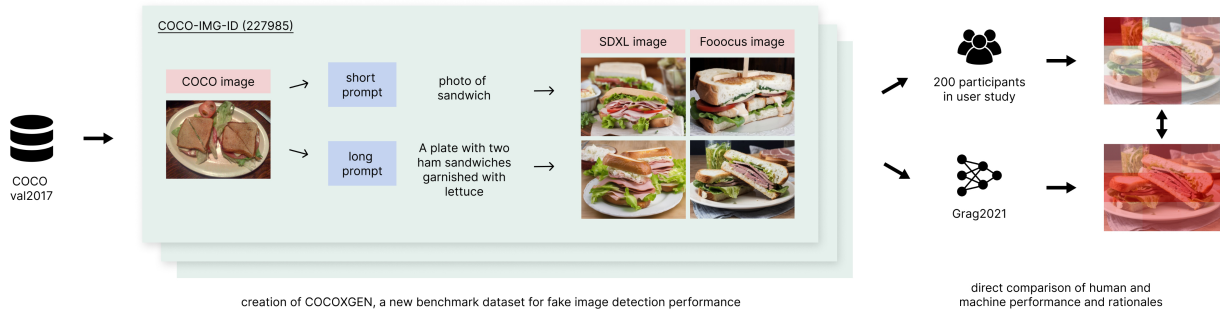 COCO
val2017
COCO-IMG-ID (227985)
COCO image
short
prompt
photo of
sandwich
long
prompt
A plate with two
ham sandwiches
garnished with
lettuce
SDXL image
Fooocus image
200 participants
in user study
Grag2021
creation of COCOXGEN, a new benchmark dataset for fake image detection performance
direct comparison of human and
machine performance and rationales